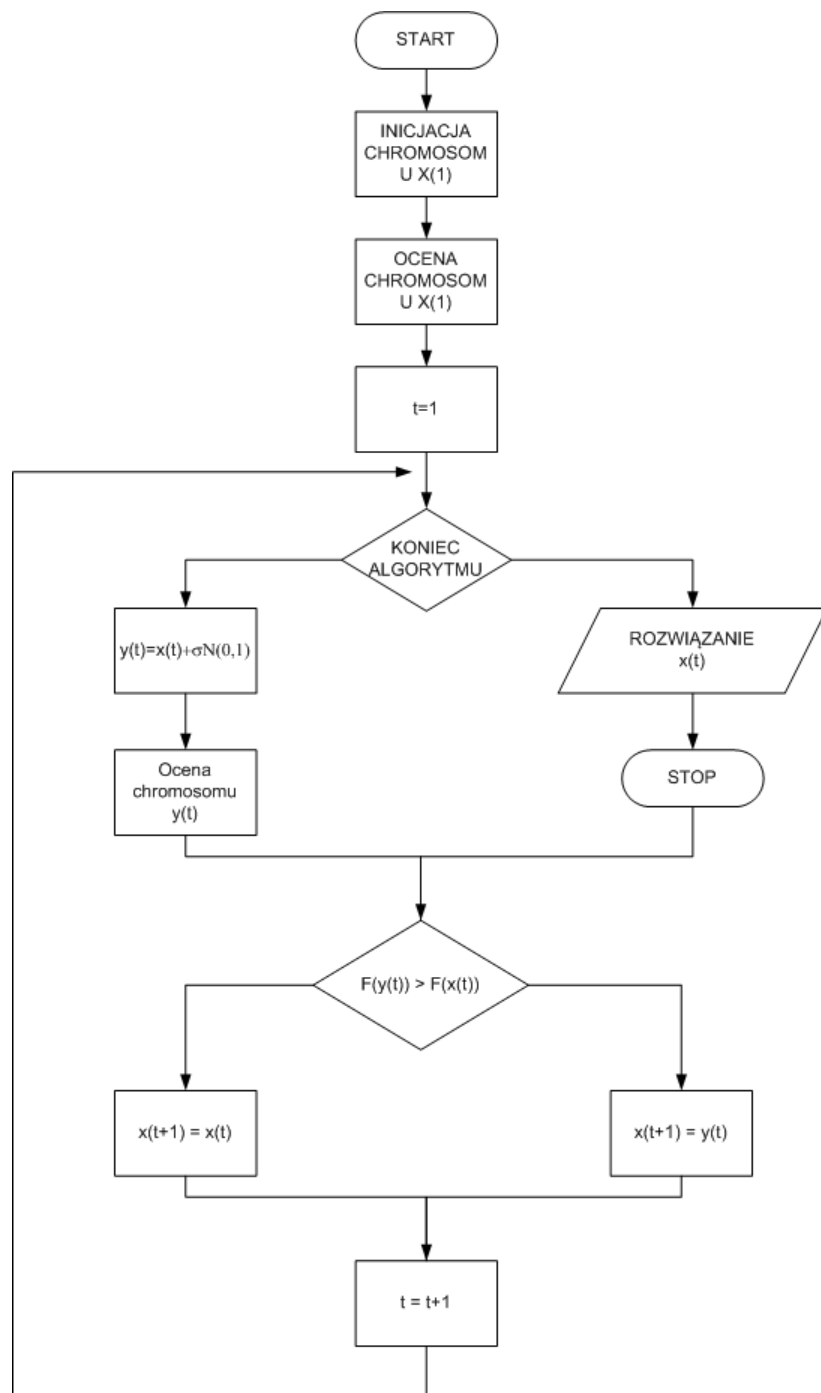 START
INICJACJA
CHROMOSOM
U X(1)
OCENA
CHROMOSOM
U X(1)
t=1
KONIEC
ALGORYTMU
y(t)=x(t)+σN(0,1)
ROZWIĄZANIE
x(t)
Ocena
chromosomu
y(t)
STOP
F(y(t)) > F(x(t))
x(t+1) = x(t)
x(t+1) = y(t)
t = t+1